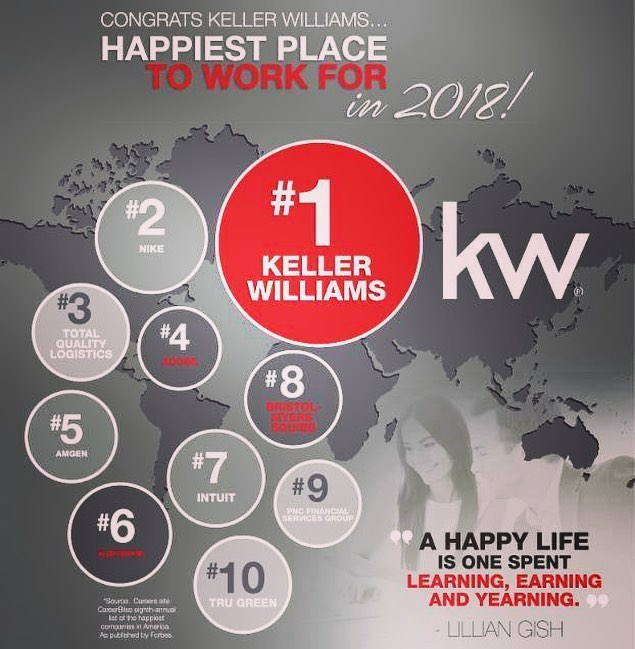 CONGRATS KELLER WILLIAMS...
HAPPIEST PLACE
TO WORK FOR
in 2018!
#1
KELLER
WILLIAMS
kw
®
#2
NIKE
#3
TOTAL
QUALITY
LOGISTICS
#4
ADOBE
#5
AMGEN
#6
#7
INTUIT
#8
BRISTOL-
MYERS
SQUIBB
#9
PNC FINANCIAL
SERVICES GROUP
#10
TRU GREEN
"A HAPPY LIFE
IS ONE SPENT
LEARNING, EARNING
AND YEARNING."
- LILLIAN GISH
*Source: Careers site
CareerBliss eighth-annual
list of the happiest
companies in America.
As published by Forbes.